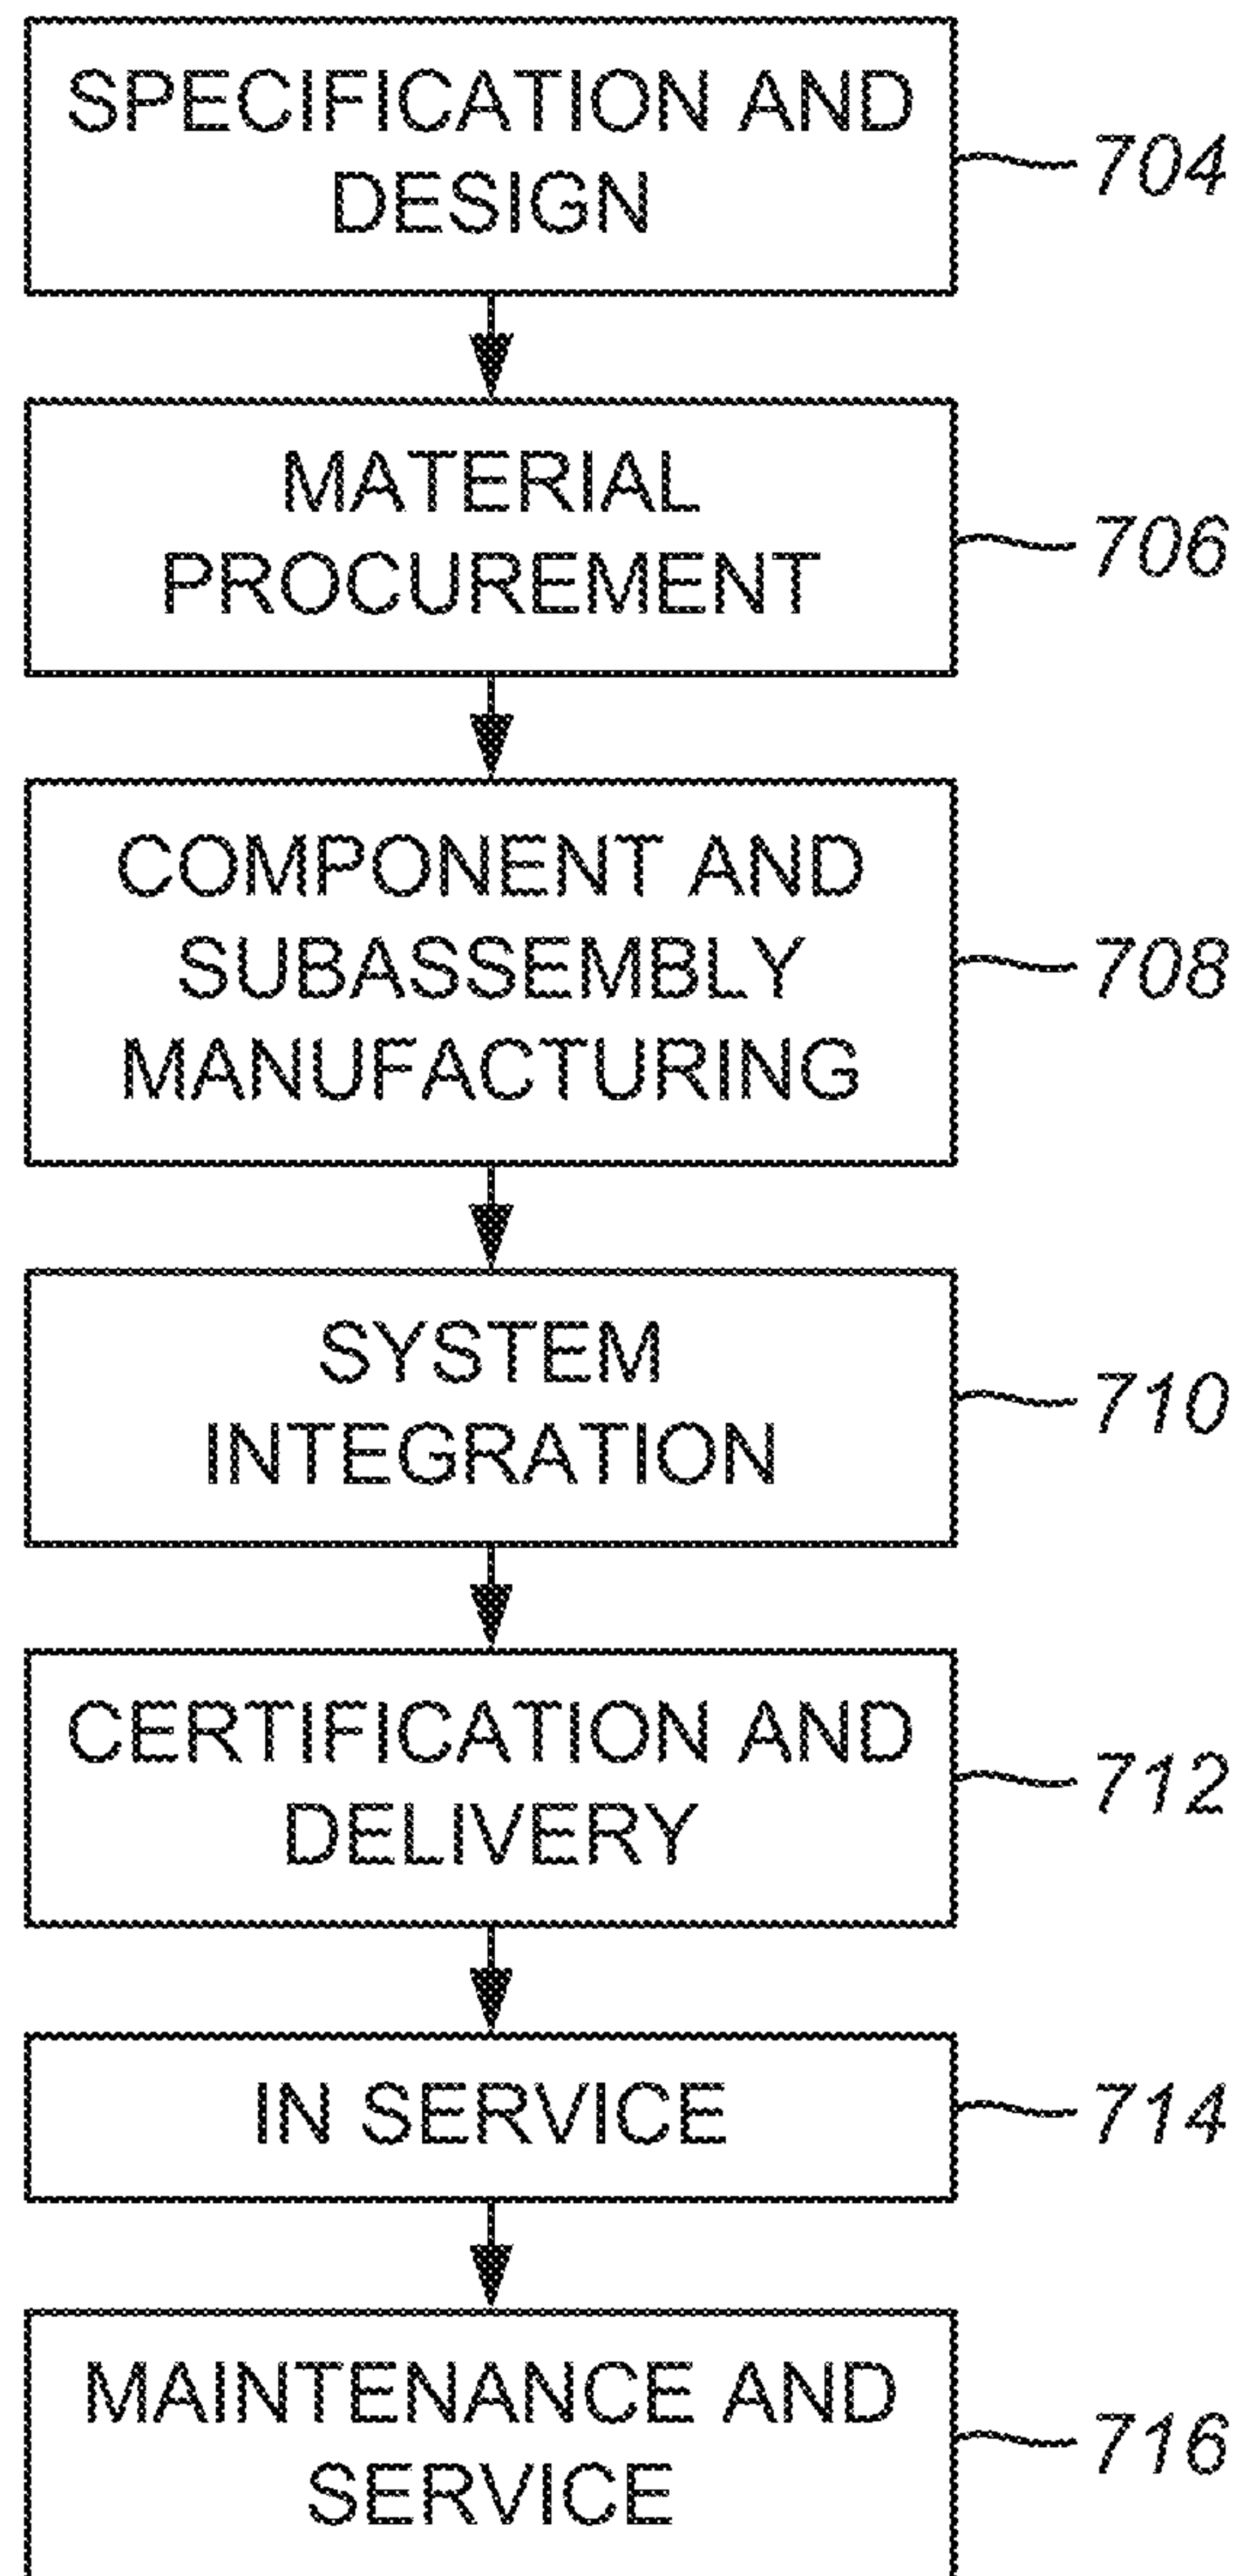 SPECIFICATION AND
DESIGN
704
MATERIAL
PROCUREMENT
706
COMPONENT AND
SUBASSEMBLY
MANUFACTURING
708
SYSTEM
INTEGRATION
710
CERTIFICATION AND
DELIVERY
712
IN SERVICE
714
MAINTENANCE AND
SERVICE
716